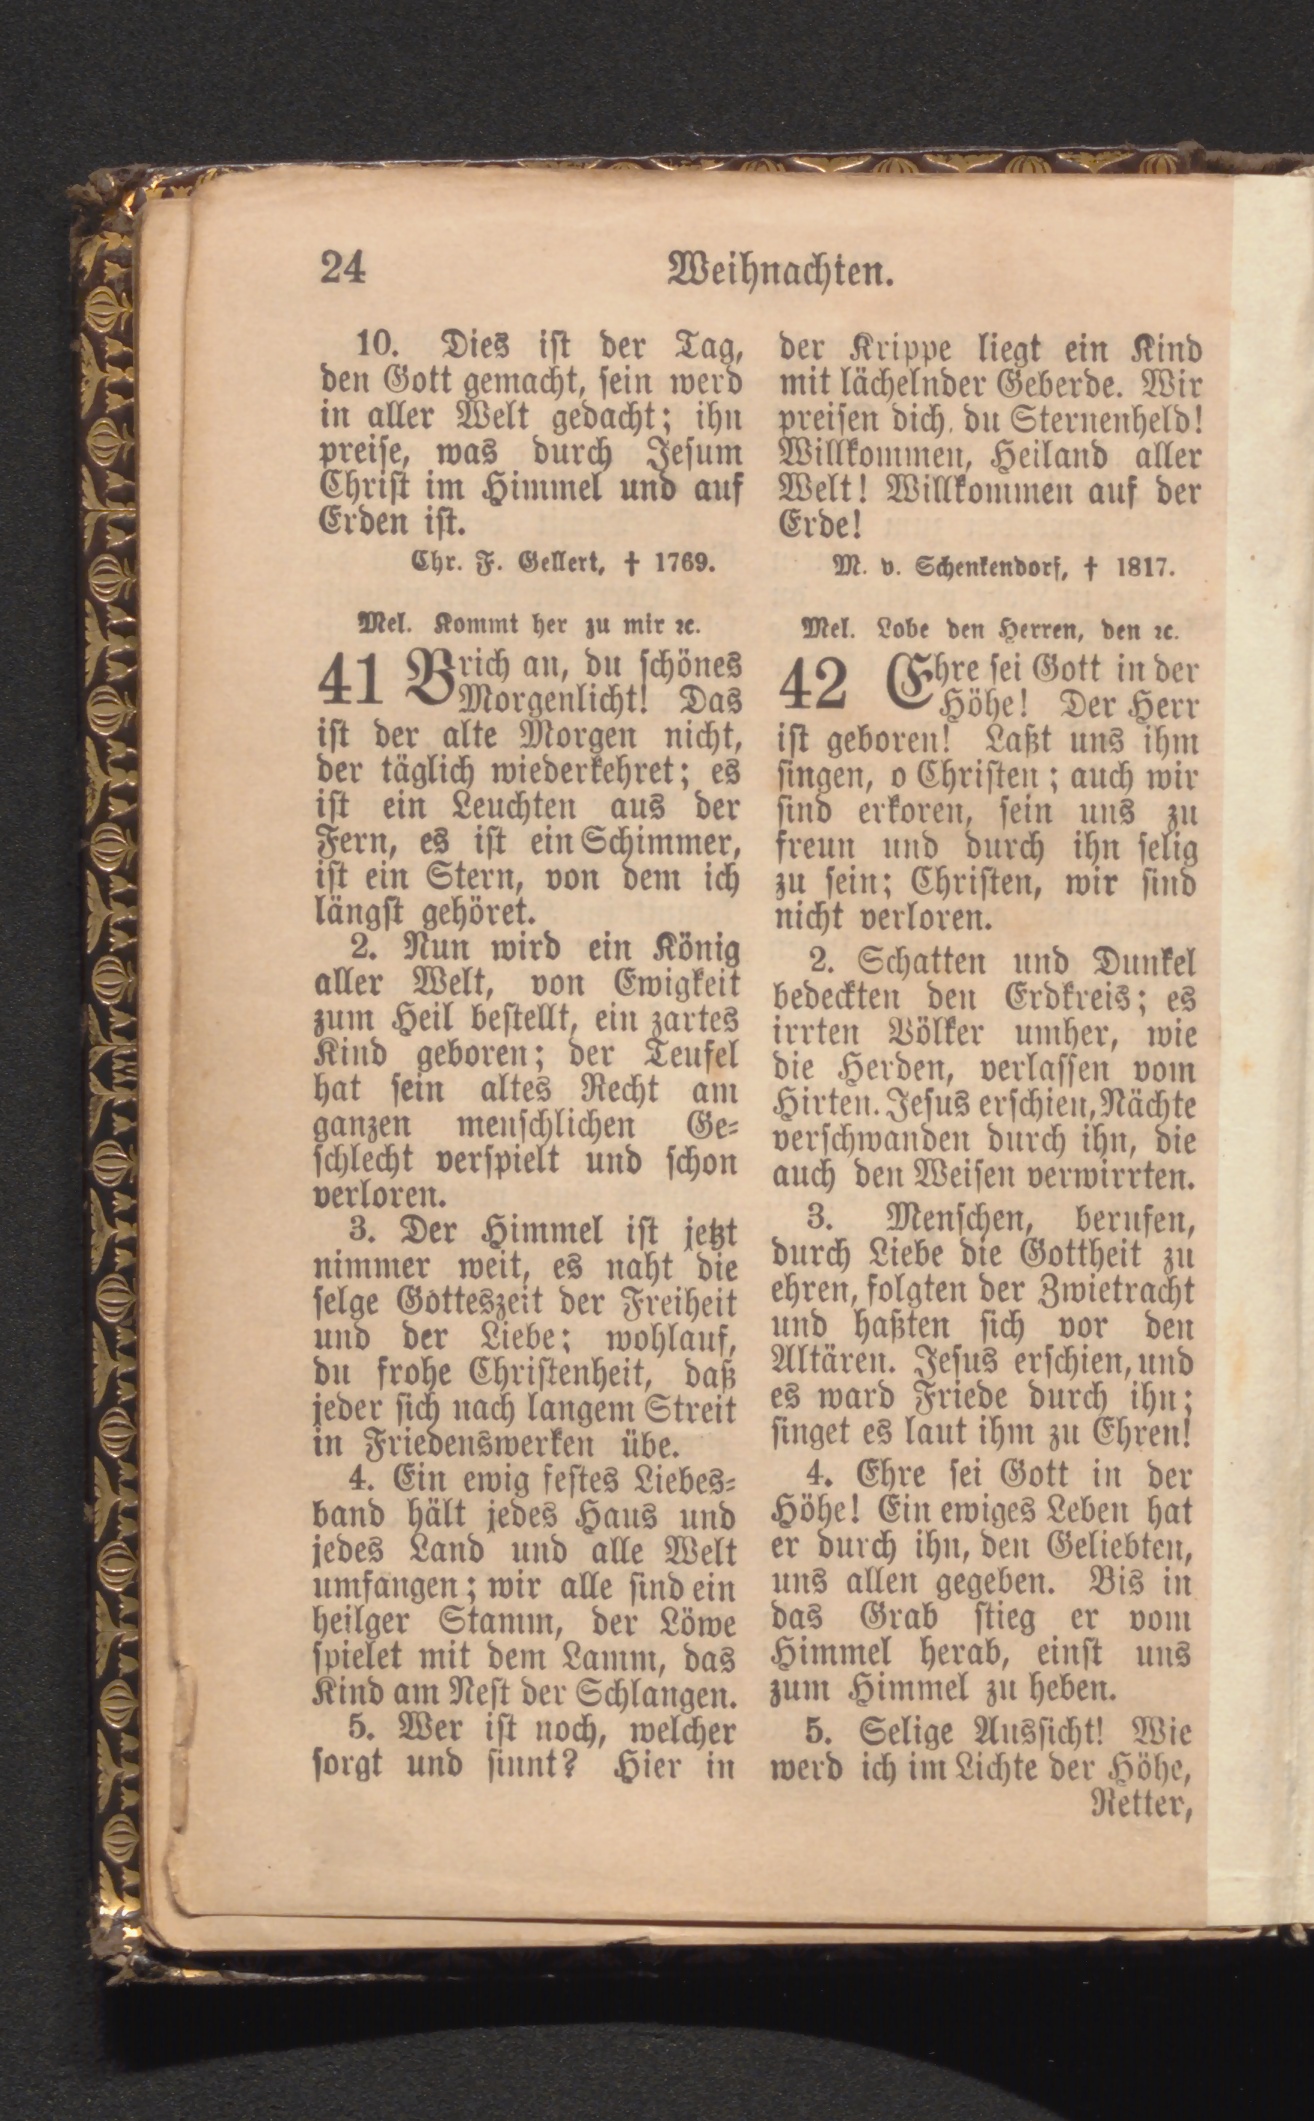 24
Weihnachten.
10. Dies ist der Tag,
den Gott gemacht, sein werd
in aller Welt gedacht; ihn
preise, was durch Jesum
Christ im Himmel und auf
Erden ist.
Chr. F. Gellert, † 1769.
Mel. Kommt her zu mir ꝛc.
41 Brich an, du schönes
Morgenlicht! Das
ist der alte Morgen nicht,
der täglich wiederkehret; es
ist ein Leuchten aus der
Fern, es ist ein Schimmer,
ist ein Stern, von dem ich
längst gehöret.
2. Nun wird ein König
aller Welt, von Ewigkeit
zum Heil bestellt, ein zartes
Kind geboren; der Teufel
hat sein altes Recht am
ganzen menschlichen Ge-
schlecht verspielt und schon
verloren.
3. Der Himmel ist jetzt
nimmer weit, es naht die
selge Gotteszeit der Freiheit
und der Liebe; wohlauf,
du frohe Christenheit, daß
jeder sich nach langem Streit
in Friedenswerken übe.
4. Ein ewig festes Liebes-
band hält jedes Haus und
jedes Land und alle Welt
umfangen; wir alle sind ein
heilger Stamm, der Löwe
spielet mit dem Lamm, das
Kind am Nest der Schlangen.
5. Wer ist noch, welcher
sorgt und sinnt? Hier in
der Krippe liegt ein Kind
mit lächelnder Geberde. Wir
preisen dich, du Sternenheld!
Willkommen, Heiland aller
Welt! Willkommen auf der
Erde!
M. v. Schenkendorf, † 1817.
Mel. Lobe den Herren, den ꝛc.
42 Ehre sei Gott in der
Höhe! Der Herr
ist geboren! Laßt uns ihm
singen, o Christen; auch wir
sind erkoren, sein uns zu
freun und durch ihn selig
zu sein; Christen, wir sind
nicht verloren.
2. Schatten und Dunkel
bedeckten den Erdkreis; es
irrten Völker umher, wie
die Herden, verlassen vom
Hirten. Jesus erschien, Nächte
verschwanden durch ihn, die
auch den Weisen verwirrten.
3. Menschen, berufen,
durch Liebe die Gottheit zu
ehren, folgten der Zwietracht
und haßten sich vor den
Altären. Jesus erschien, und
es ward Friede durch ihn;
singet es laut ihm zu Ehren!
4. Ehre sei Gott in der
Höhe! Ein ewiges Leben hat
er durch ihn, den Geliebten,
uns allen gegeben. Bis in
das Grab stieg er vom
Himmel herab, einst uns
zum Himmel zu heben.
5. Selige Aussicht! Wie
werd ich im Lichte der Höhe,
Retter,